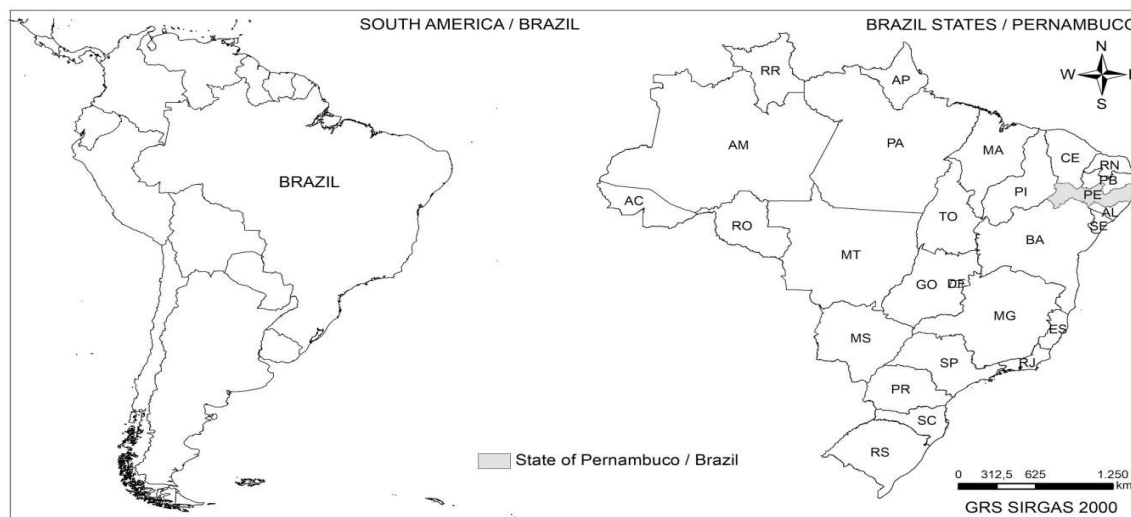 SOUTH AMERICA / BRAZIL
BRAZIL
State of Pernambuco / Brazil
BRAZIL STATES / PERNAMBUCO
N
W E
S
RR
AP
AM
PA
MA
CE
RN
PB
PE
PI
AL
SE
AC
RO
TO
BA
MT
GO
DF
MG
ES
MS
SP
RJ
PR
SC
RS
0 312,5 625 1.250
km
GRS SIRGAS 2000